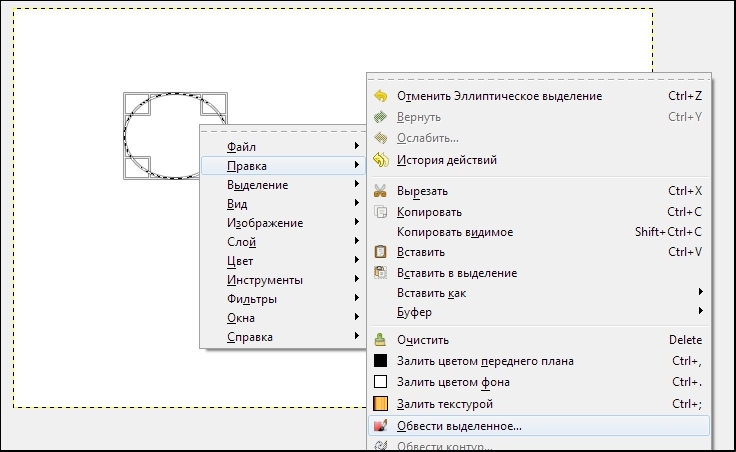 Файл
Правка
Выделение
Вид
Изображение
Слой
Цвет
Инструменты
Фильтры
Окна
Справка
Отменить Эллиптическое выделение Ctrl+Z
Вернуть Ctrl+Y
Ослабить...
История действий
Вырезать Ctrl+X
Копировать Ctrl+C
Копировать видимое Shift+Ctrl+C
Вставить Ctrl+V
Вставить в выделение
Вставить как
Буфер
Очистить Delete
Залить цветом переднего плана Ctrl+,
Залить цветом фона Ctrl+.
Залить текстурой Ctrl+;
Обвести выделенное...
Обвести контур...